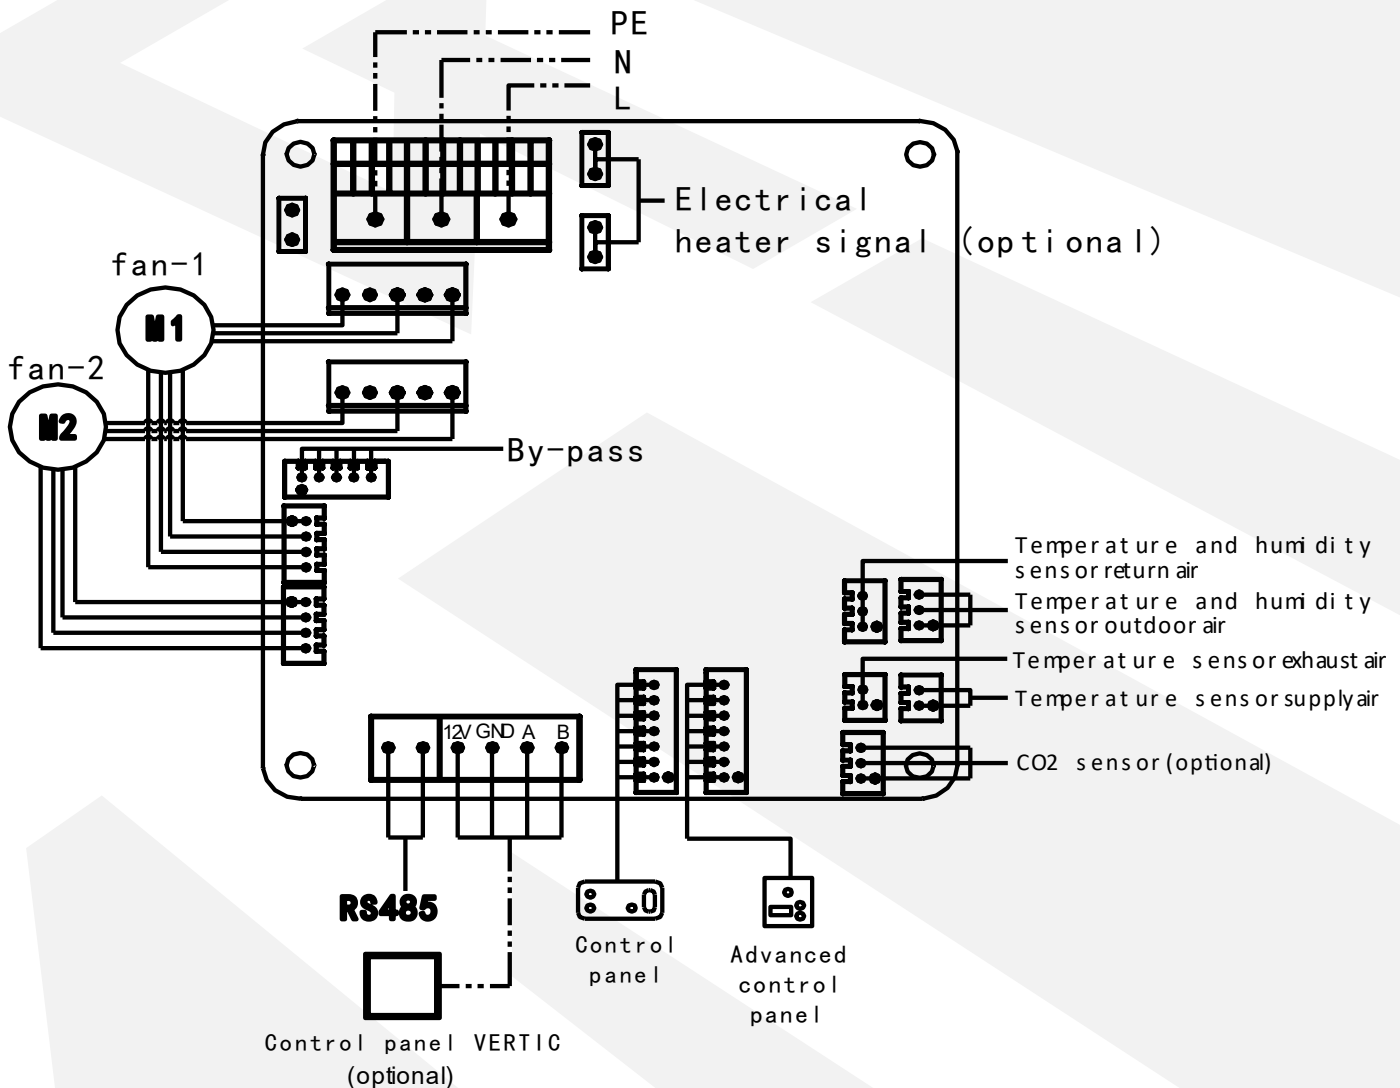 PE
N
L
Electrical
heater signal (optional)
fan-1
M1
fan-2
M2
By-pass
Temperature and humidity
sensor return air
Temperature and humidity
sensor outdoor air
Temperature sensor exhaust air
Temperature sensor supply air
12V GND A B
CO2 sensor (optional)
RS485
Control
panel
Advanced
control
panel
Control panel VERTIC
(optional)